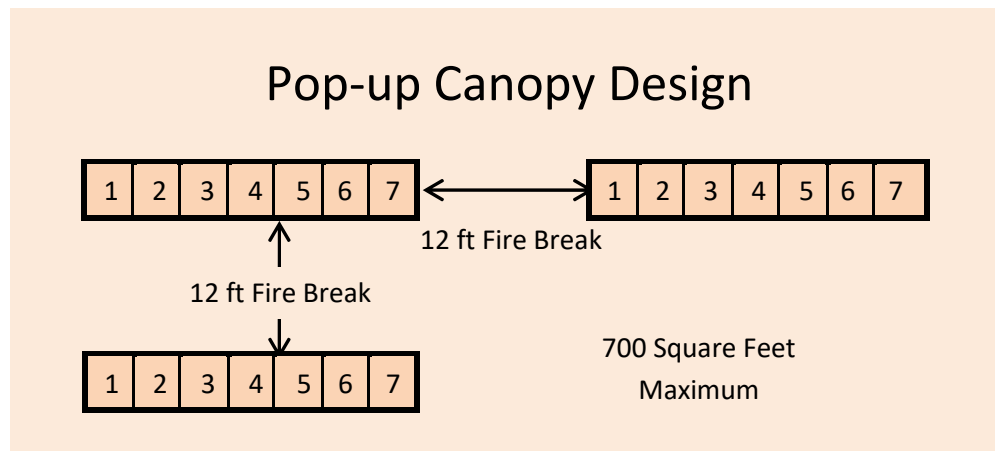 Pop-up Canopy Design
1 2 3 4 5 6 7
1 2 3 4 5 6 7
12 ft Fire Break
12 ft Fire Break
1 2 3 4 5 6 7
700 Square Feet
Maximum